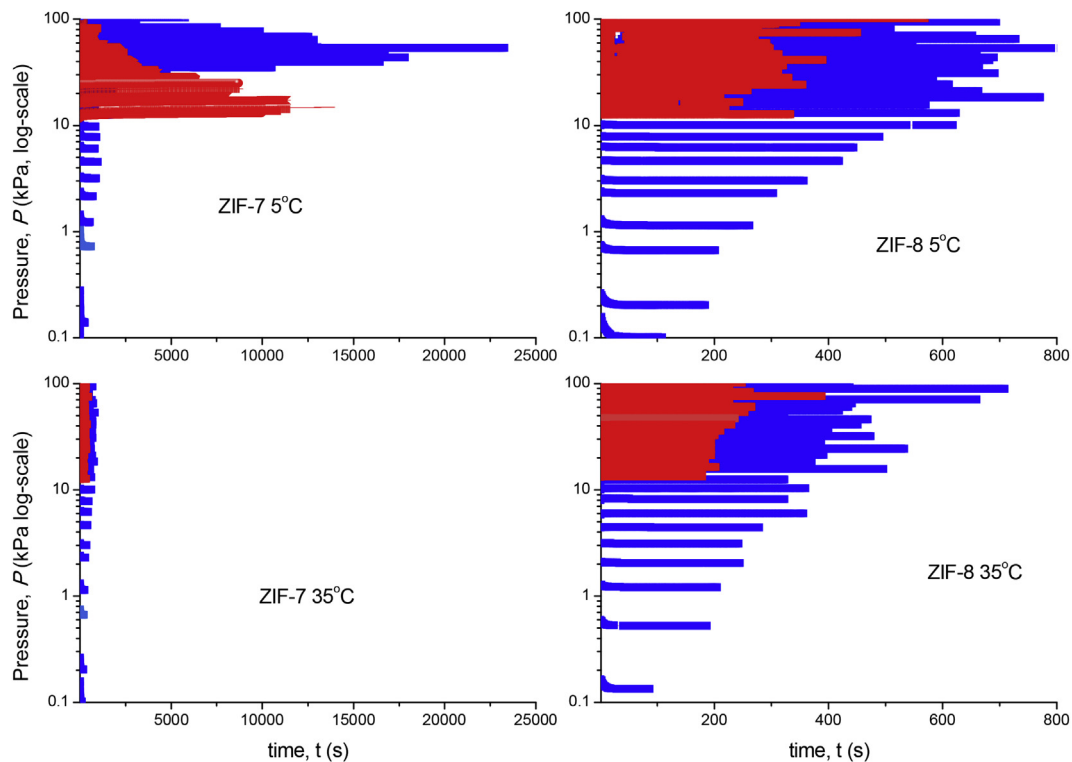 100
10
1
0.1
Pressure, P (kPa, log-scale)
ZIF-7 5°C
5000 10000 15000 20000 25000
100
10
1
0.1
ZIF-8 5°C
200 400 600 800
100
10
1
0.1
Pressure, P (kPa log-scale)
ZIF-7 35°C
5000 10000 15000 20000 25000
time, t (s)
100
10
1
0.1
ZIF-8 35°C
200 400 600 800
time, t (s)